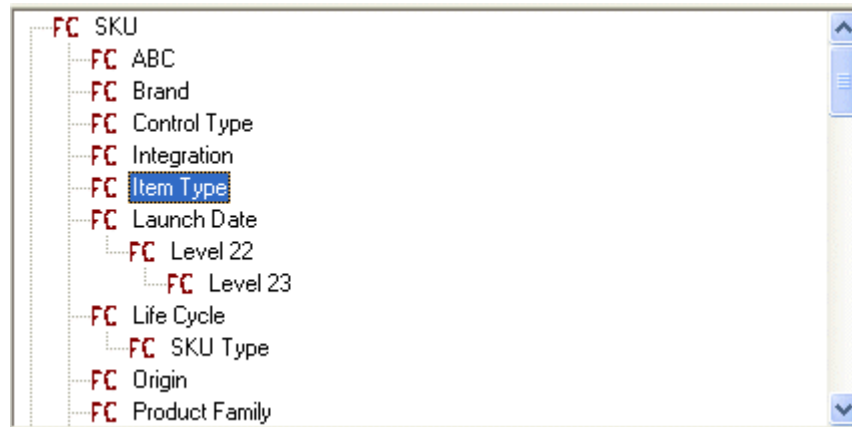 FC SKU
FC ABC
FC Brand
FC Control Type
FC Integration
FC Item Type
FC Launch Date
FC Level 22
FC Level 23
FC Life Cycle
FC SKU Type
FC Origin
FC Product Family